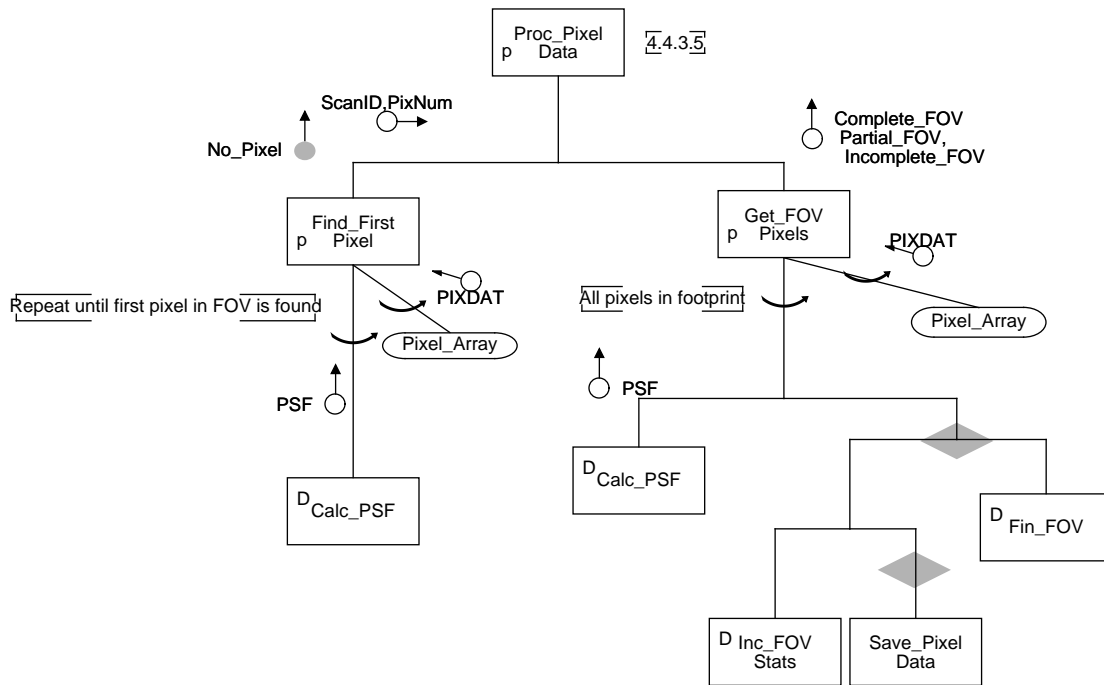 Proc_Pixel
p Data
4.4.3.5
ScanID,PixNum
No_Pixel
Complete_FOV
Partial_FOV,
Incomplete_FOV
Find_First
p Pixel
Get_FOV
p Pixels
PIXDAT
PIXDAT
Repeat until first pixel in FOV is found
All pixels in footprint
Pixel_Array
Pixel_Array
PSF
PSF
D Calc_PSF
D Calc_PSF
D Fin_FOV
D Inc_FOV
Stats
Save_Pixel
Data